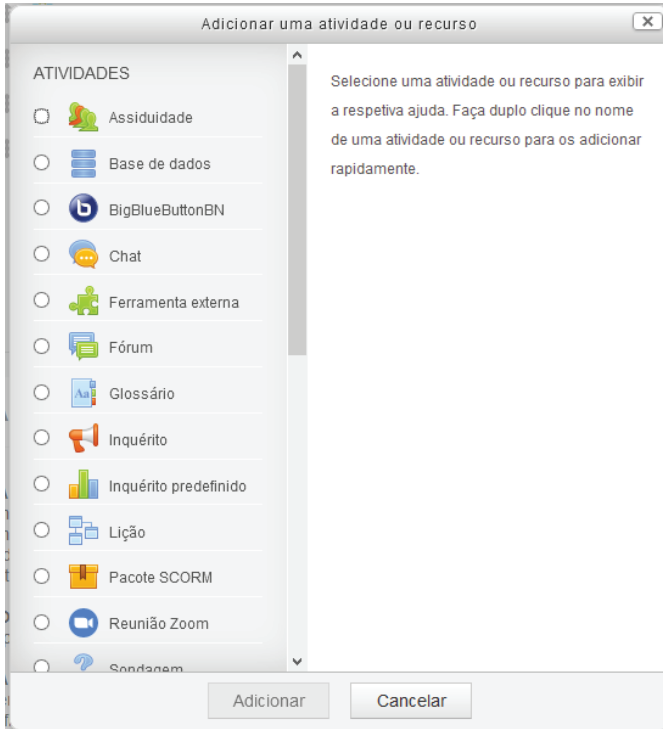 Adicionar uma atividade ou recurso
ATIVIDADES
Assiduidade
Base de dados
BigBlueButtonBN
Chat
Ferramenta externa
Fórum
Aa
Glossário
Inquérito
Inquérito predefinido
Lição
Pacote SCORM
Reunião Zoom
Sondagem
Selecione uma atividade ou recurso para exibir
a respetiva ajuda. Faça duplo clique no nome
de uma atividade ou recurso para os adicionar
rapidamente.
Adicionar
Cancelar